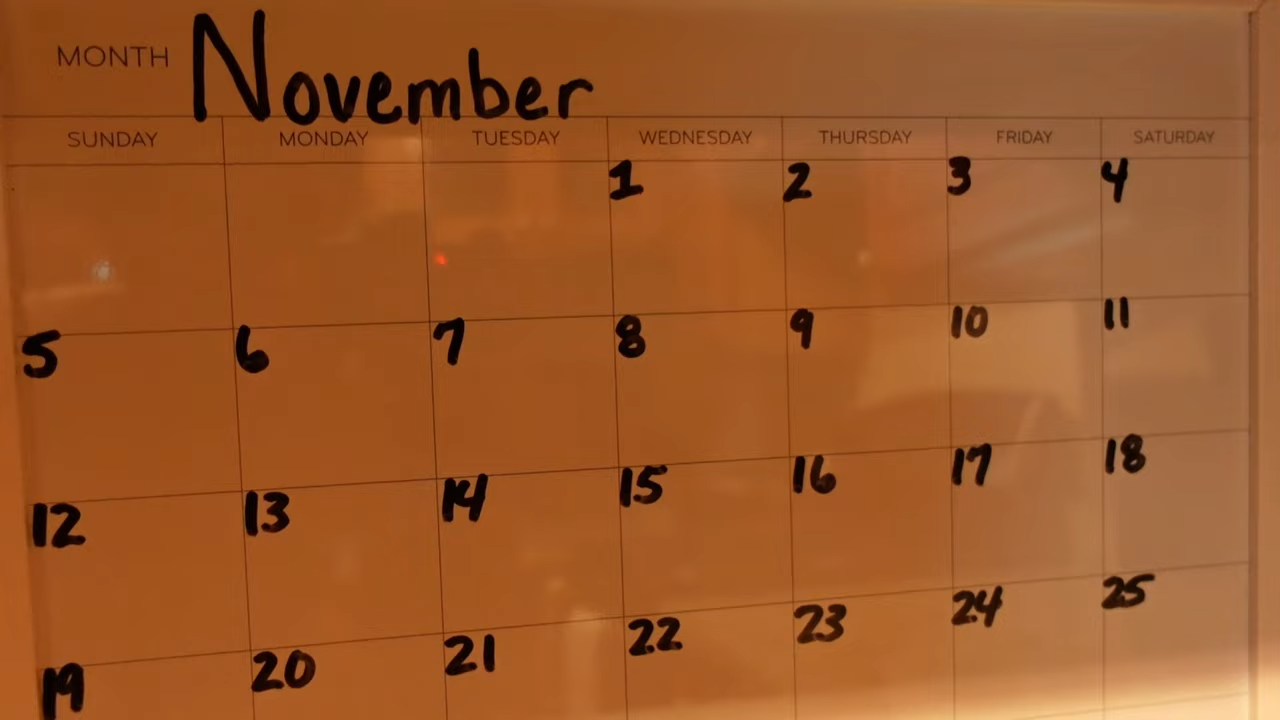 MONTH November
SUNDAY MONDAY TUESDAY WEDNESDAY THURSDAY FRIDAY SATURDAY
1 2 3 4
5 6 7 8 9 10 11
12 13 14 15 16 17 18
19 20 21 22 23 24 25